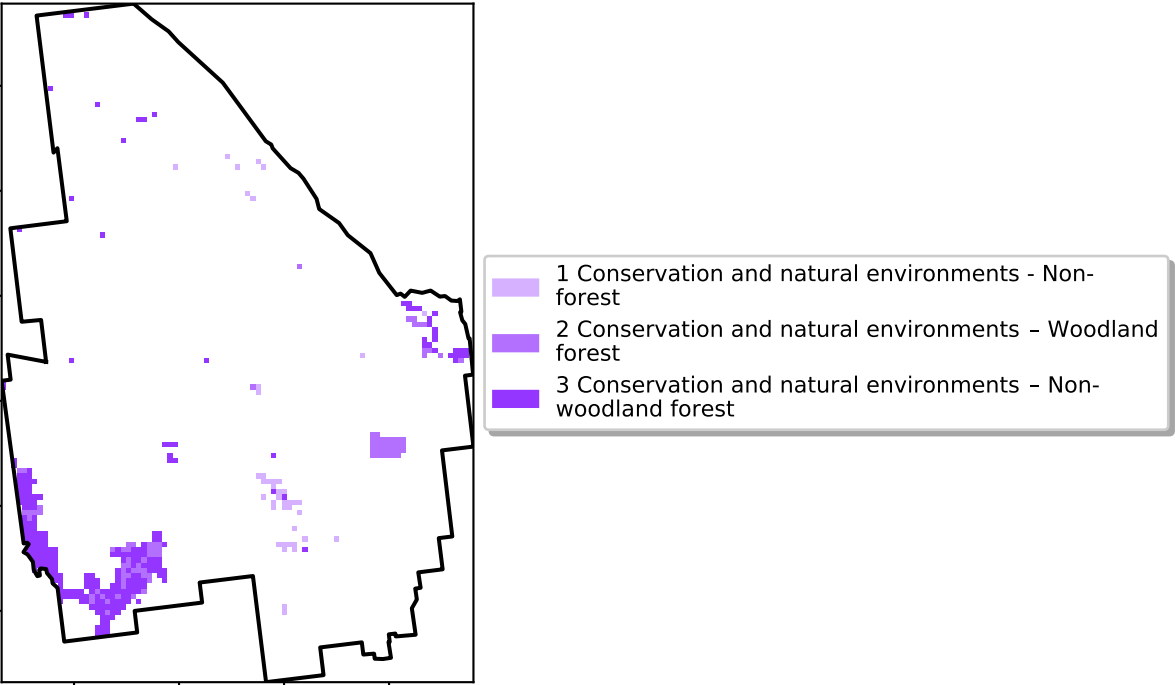 1 Conservation and natural environments - Non-
forest
2 Conservation and natural environments – Woodland
forest
3 Conservation and natural environments – Non-
woodland forest